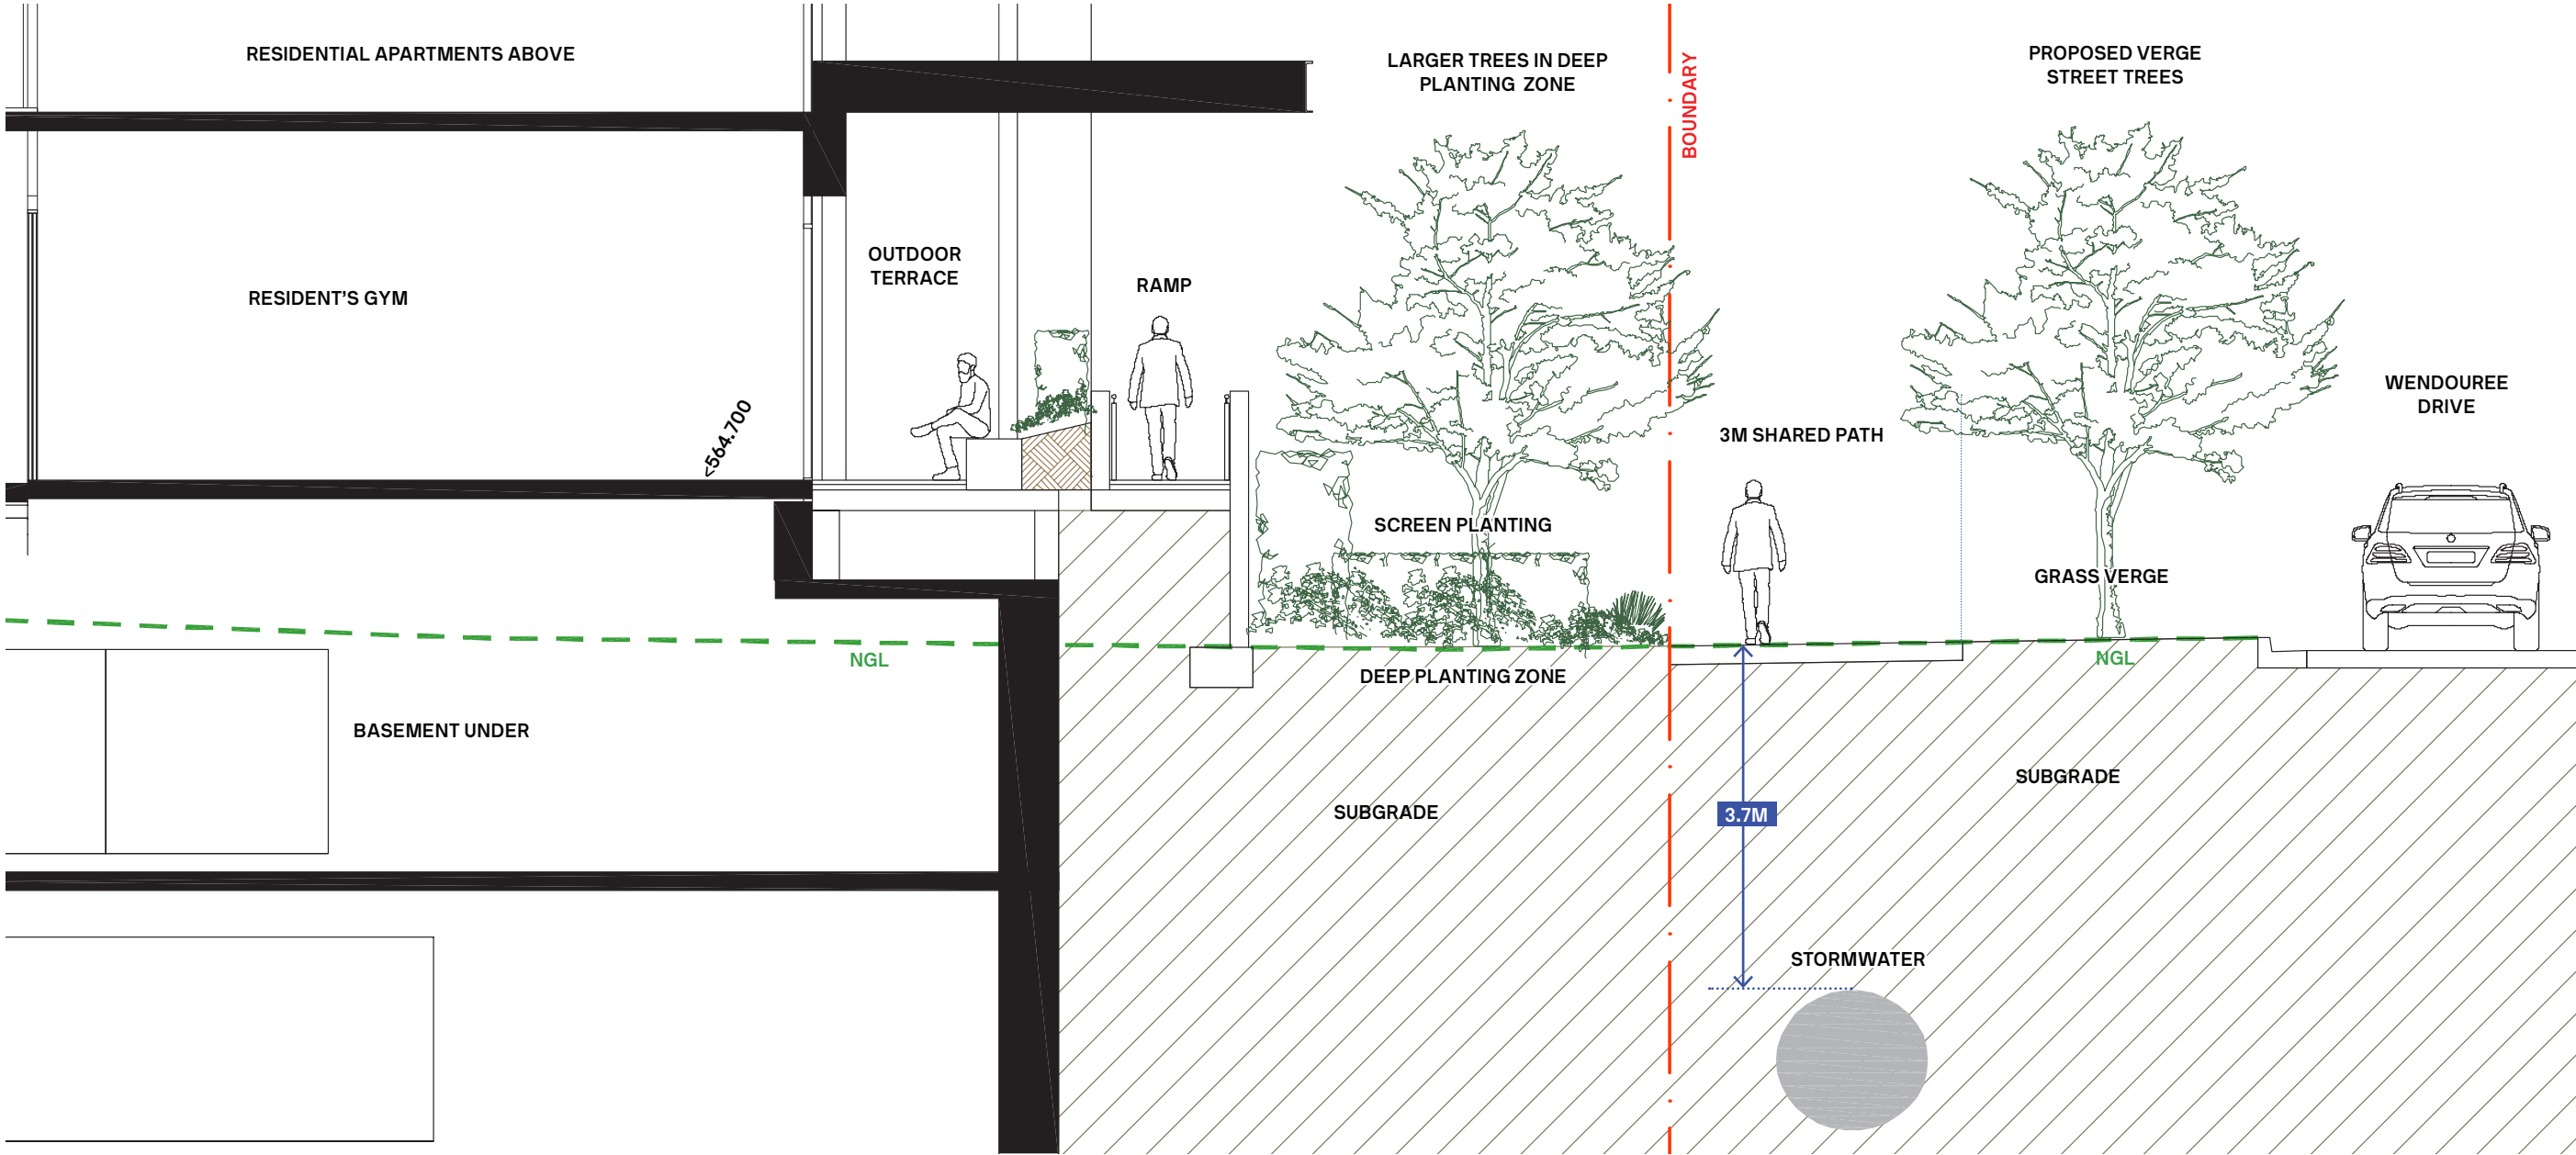 RESIDENTIAL APARTMENTS ABOVE
LARGER TREES IN DEEP
PLANTING ZONE
BOUNDARY
PROPOSED VERGE
STREET TREES
OUTDOOR
TERRACE
RAMP
RESIDENT'S GYM
<564.700
WENDOUREE
DRIVE
3M SHARED PATH
SCREEN PLANTING
GRASS VERGE
NGL
DEEP PLANTING ZONE
NGL
BASEMENT UNDER
SUBGRADE
SUBGRADE
3.7M
STORMWATER